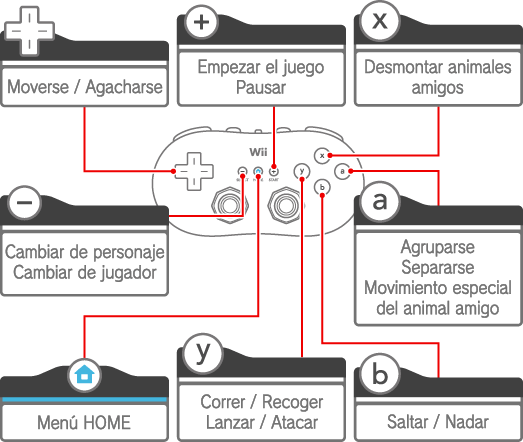 +
x
Moverse / Agacharse
Empezar el juego
Pausar
Desmontar animales
amigos
Wii
x
y
a
b
−
a
Cambiar de personaje
Cambiar de jugador
Agruparse
Separarse
Movimiento especial
del animal amigo
y
b
Menú HOME
Correr / Recoger
Lanzar / Atacar
Saltar / Nadar